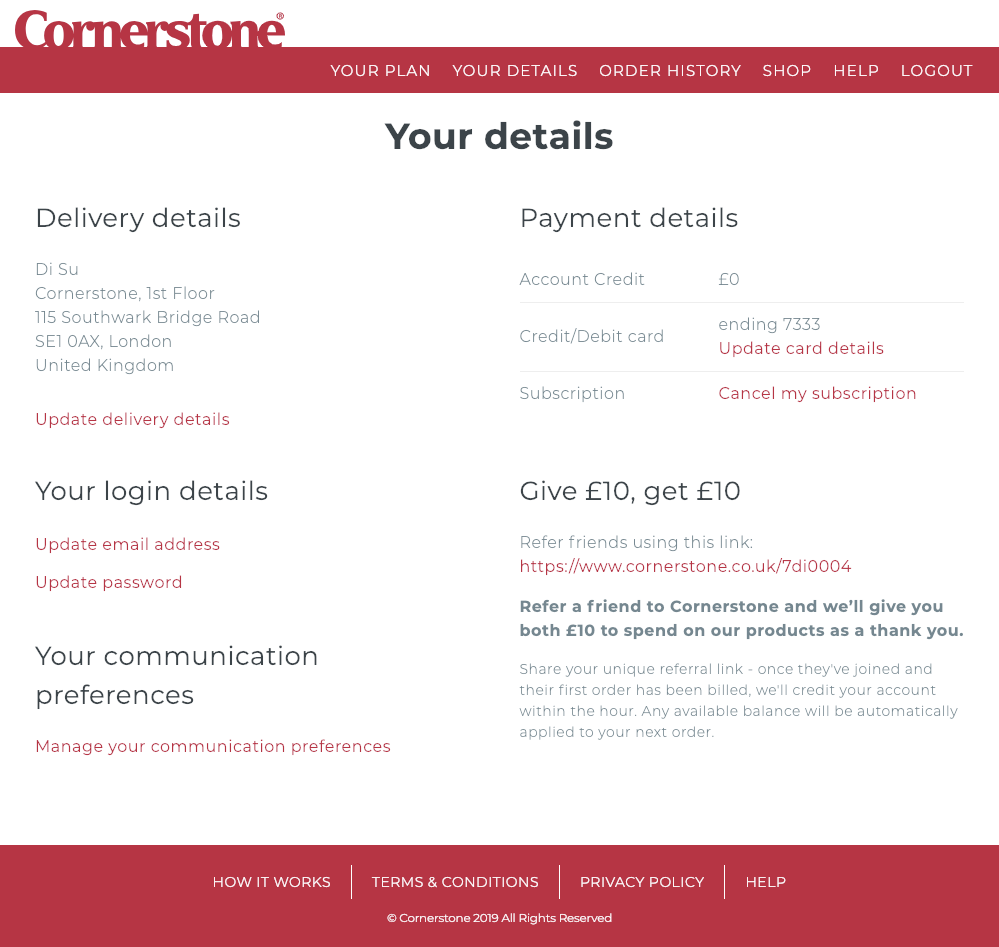 Cornerstone®
YOUR PLAN YOUR DETAILS ORDER HISTORY SHOP HELP LOGOUT
Your details
Delivery details
Di Su
Cornerstone, 1st Floor
115 Southwark Bridge Road
SE1 0AX, London
United Kingdom
Update delivery details
Payment details
Account Credit £0
Credit/Debit card ending 7333
Update card details
Subscription Cancel my subscription
Your login details
Update email address
Update password
Your communication
preferences
Manage your communication preferences
Give £10, get £10
Refer friends using this link:
https://www.cornerstone.co.uk/7di0004
Refer a friend to Cornerstone and we’ll give you
both £10 to spend on our products as a thank you.
Share your unique referral link - once they've joined and
their first order has been billed, we'll credit your account
within the hour. Any available balance will be automatically
applied to your next order.
HOW IT WORKS TERMS & CONDITIONS PRIVACY POLICY HELP
© Cornerstone 2019 All Rights Reserved